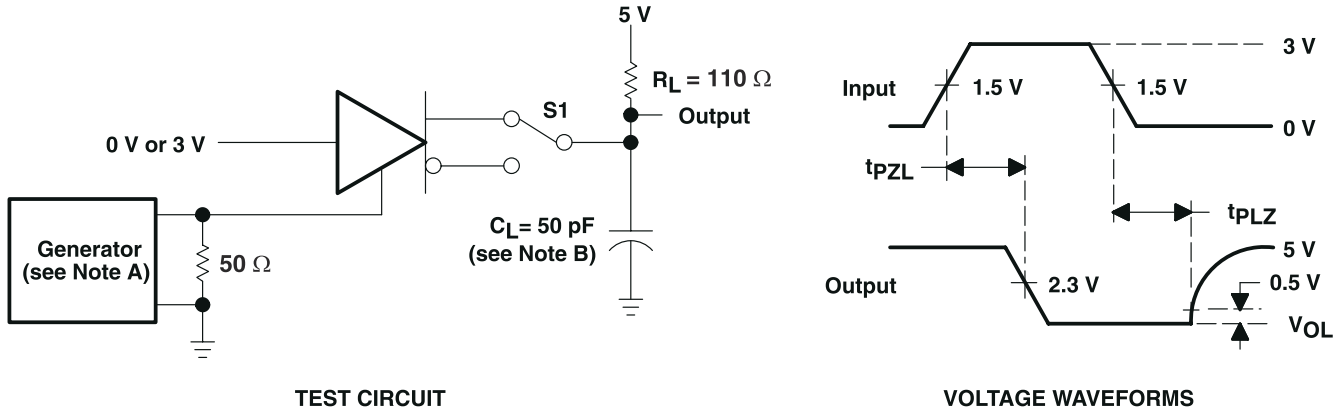 5 V
RL = 110 Ω
S1
Output
0 V or 3 V
CL= 50 pF
(see Note B)
Generator
(see Note A)
50 Ω
TEST CIRCUIT
3 V
Input
1.5 V
1.5 V
0 V
tPZL
tPLZ
5 V
Output
2.3 V
0.5 V
VOL
VOLTAGE WAVEFORMS